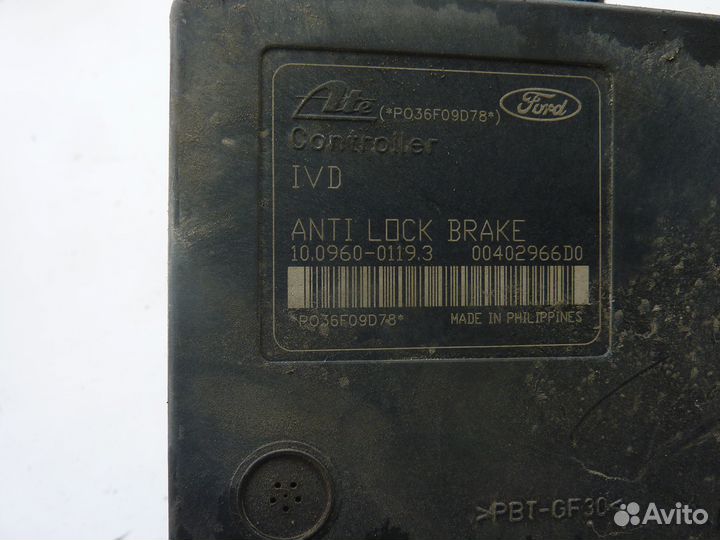 Ate (*P036F09D78*) Ford
Controller
IVD
ANTI LOCK BRAKE
10.0960-0119.3 00402966D0
*P036F09D78* MADE IN PHILIPPINES
>PBT-GF30<
Avito